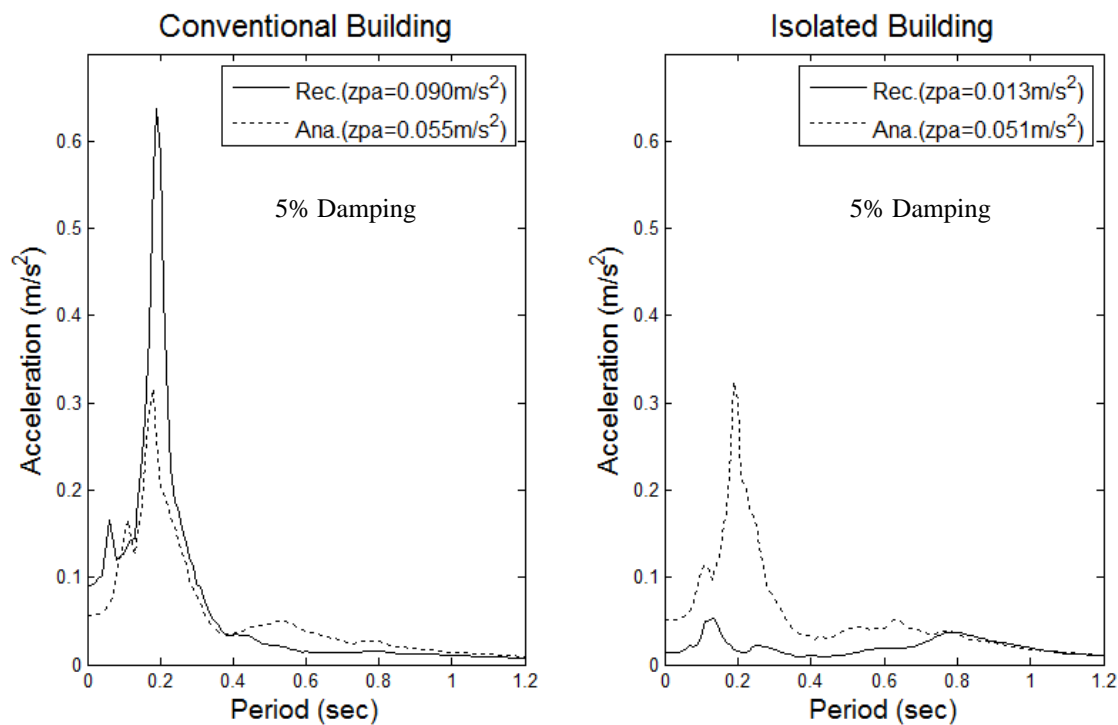 Conventional Building
Rec.(zpa=0.090m/s²)
Ana.(zpa=0.055m/s²)
5% Damping
Acceleration (m/s²)
0.6
0.5
0.4
0.3
0.2
0.1
0
0 0.2 0.4 0.6 0.8 1 1.2
Period (sec)
Isolated Building
Rec.(zpa=0.013m/s²)
Ana.(zpa=0.051m/s²)
5% Damping
Acceleration (m/s²)
0.6
0.5
0.4
0.3
0.2
0.1
0
0 0.2 0.4 0.6 0.8 1 1.2
Period (sec)